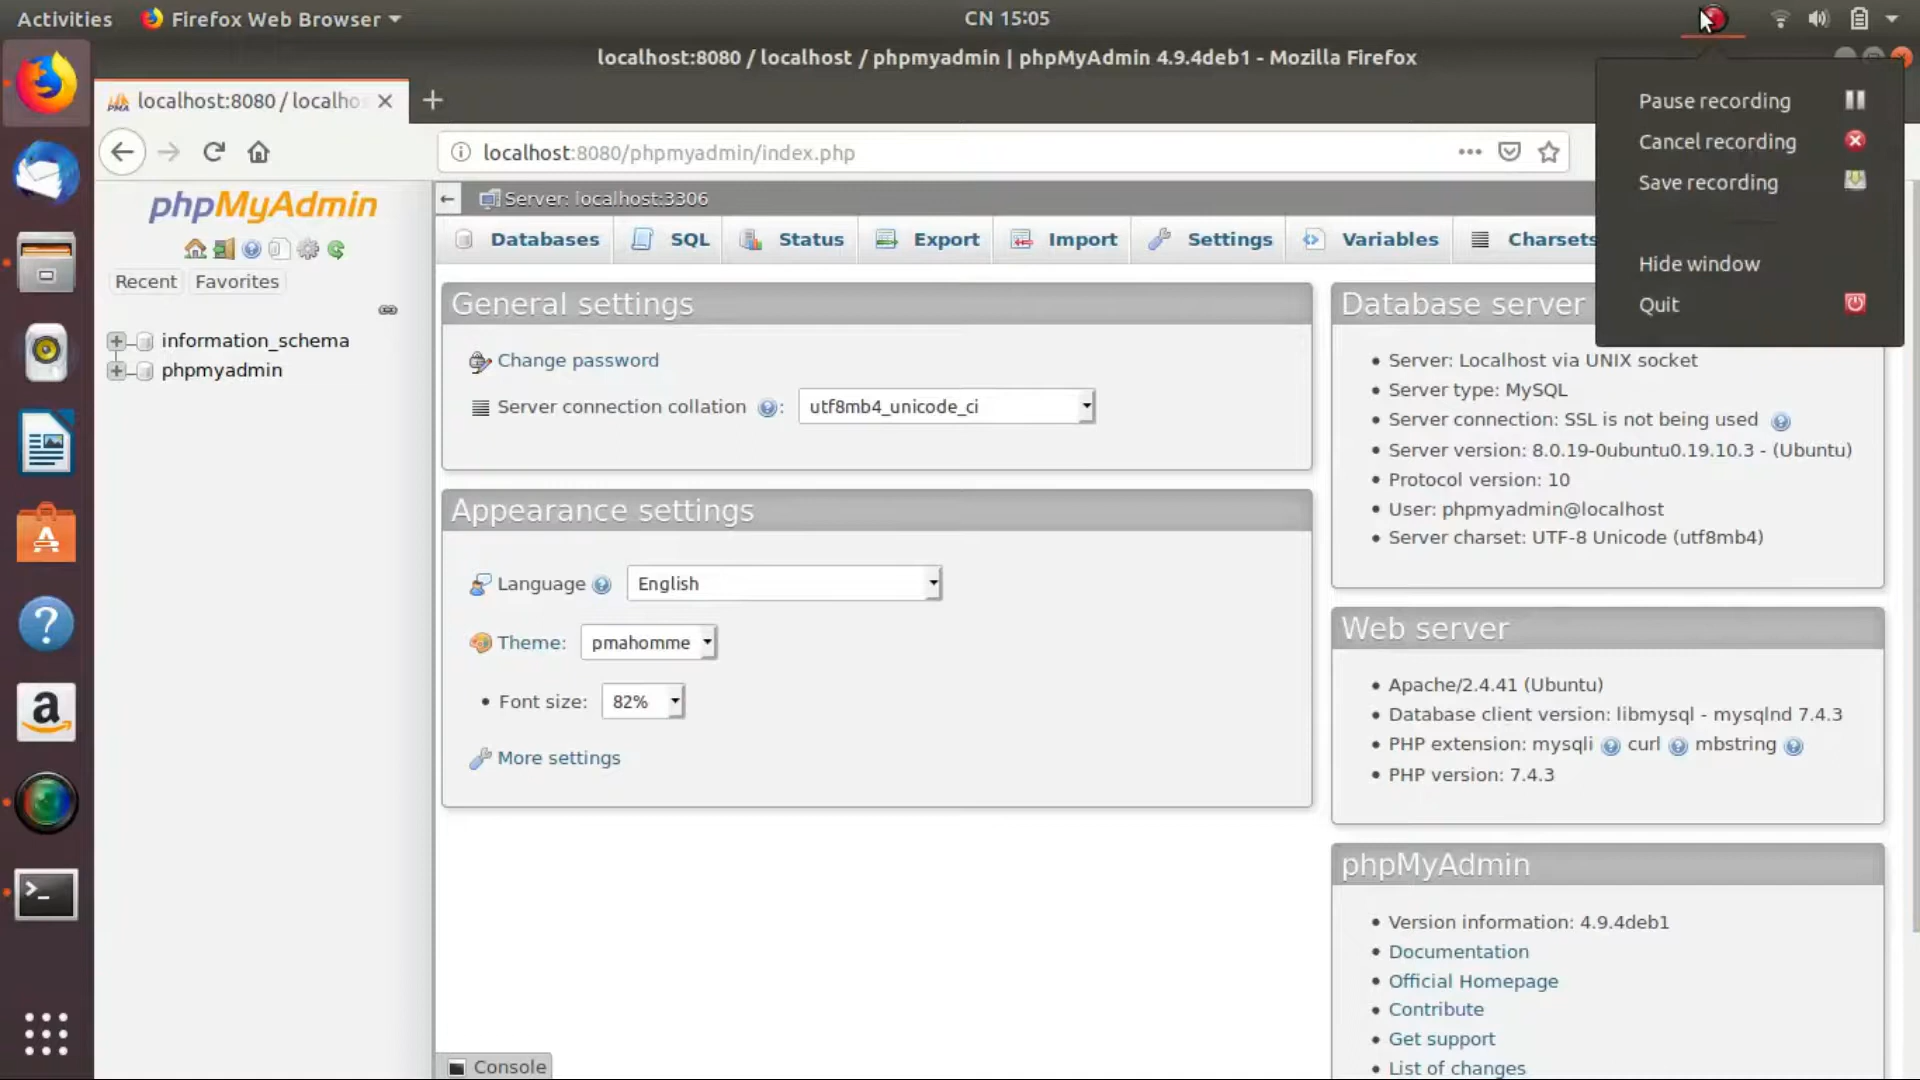 Activities
Firefox Web Browser
CN 15:05
localhost:8080 / localhost / phpmyadmin | phpMyAdmin 4.9.4deb1 - Mozilla Firefox
PMA localhost:8080 / localho
localhost:8080/phpmyadmin/index.php
Pause recording
Cancel recording
Save recording
Hide window
Quit
phpMyAdmin
Recent
Favorites
information_schema
phpmyadmin
Server: localhost:3306
Databases
SQL
Status
Export
Import
Settings
Variables
Charsets
General settings
Change password
Server connection collation :
utf8mb4_unicode_ci
Appearance settings
Language
English
Theme:
pmahomme
• Font size:
82%
More settings
Database server
• Server: Localhost via UNIX socket
• Server type: MySQL
• Server connection: SSL is not being used
• Server version: 8.0.19-0ubuntu0.19.10.3 - (Ubuntu)
• Protocol version: 10
• User: phpmyadmin@localhost
• Server charset: UTF-8 Unicode (utf8mb4)
Web server
• Apache/2.4.41 (Ubuntu)
• Database client version: libmysql - mysqlnd 7.4.3
• PHP extension: mysqli curl mbstring
• PHP version: 7.4.3
phpMyAdmin
• Version information: 4.9.4deb1
• Documentation
• Official Homepage
• Contribute
• Get support
• List of changes
Console